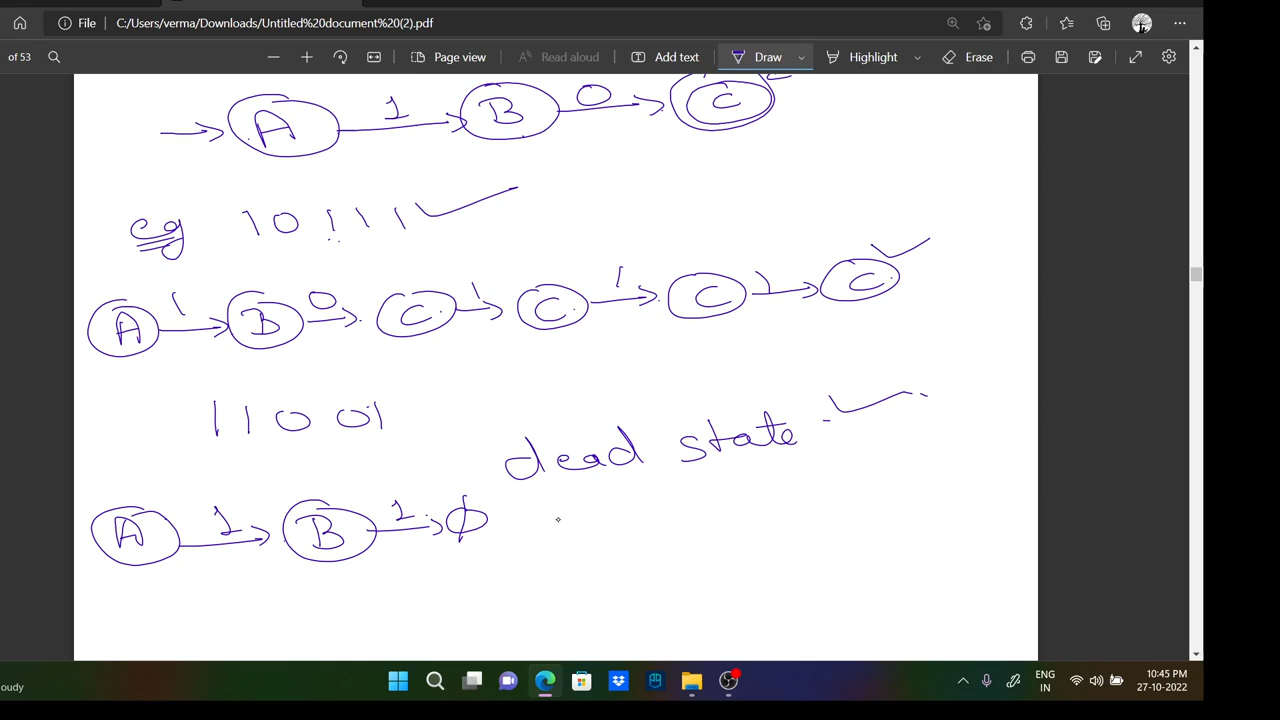 File C:/Users/verma/Downloads/Untitled%20document%20(2).pdf
of 53 Page view Read aloud Add text Draw Highlight Erase
A 1 B 0 C
eg 10111
A 1 B 0 C 1 C 1 C 1 C
11001
dead state
A 1 B 1 ϕ
oudy
ENG
IN
10:45 PM
27-10-2022